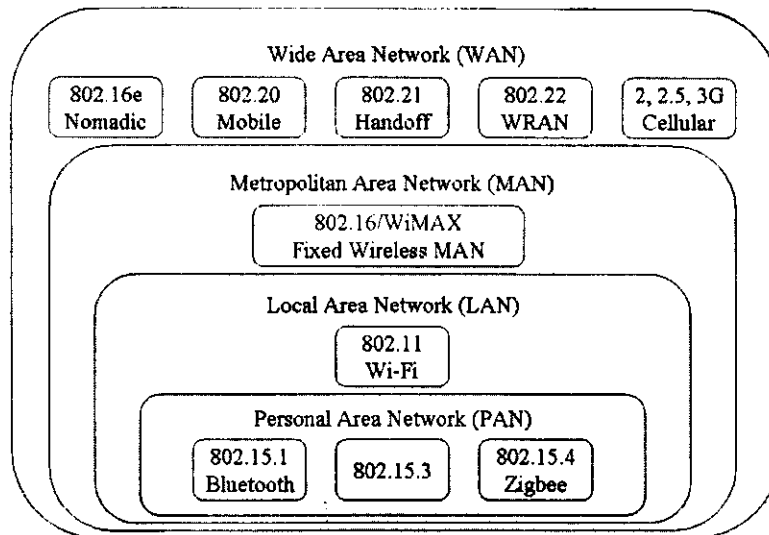 Wide Area Network (WAN)
802.16e
Nomadic
802.20
Mobile
802.21
Handoff
802.22
WRAN
2, 2.5, 3G
Cellular
Metropolitan Area Network (MAN)
802.16/WiMAX
Fixed Wireless MAN
Local Area Network (LAN)
802.11
Wi-Fi
Personal Area Network (PAN)
802.15.1
Bluetooth
802.15.3
802.15.4
Zigbee